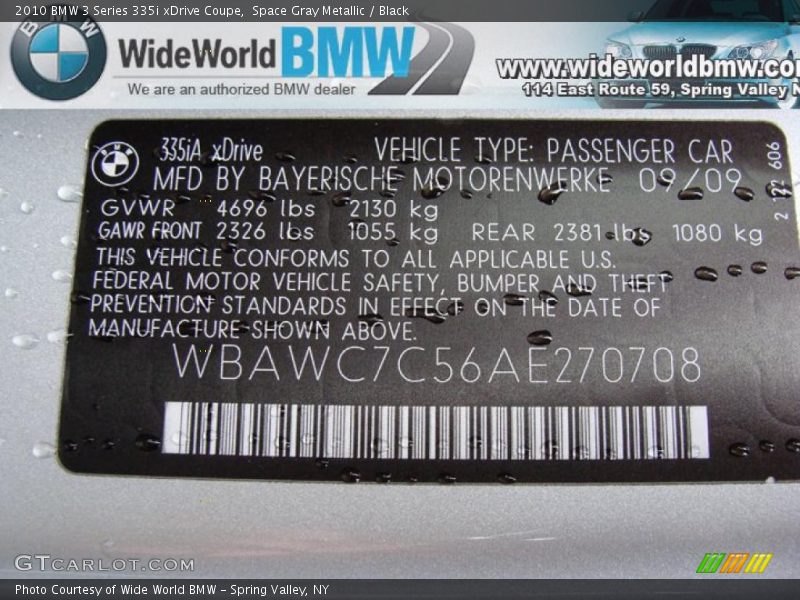 2010 BMW 3 Series 335i xDrive Coupe, Space Gray Metallic / Black
BMW
WideWorld BMW
We are an authorized BMW dealer
www.wideworldbmw.co
114 East Route 59, Spring Valley N
BMW
335iA xDrive VEHICLE TYPE: PASSENGER CAR
MFD BY BAYERISCHE MOTORENWERKE 09/09
GVWR 4696 lbs 2130 kg
GAWR FRONT 2326 lbs 1055 kg REAR 2381 lbs 1080 kg
THIS VEHICLE CONFORMS TO ALL APPLICABLE U.S.
FEDERAL MOTOR VEHICLE SAFETY, BUMPER AND THEFT
PREVENTION STANDARDS IN EFFECT ON THE DATE OF
MANUFACTURE SHOWN ABOVE.
WBAWC7C56AE270708
GTCARLOT.COM
Photo Courtesy of Wide World BMW - Spring Valley, NY